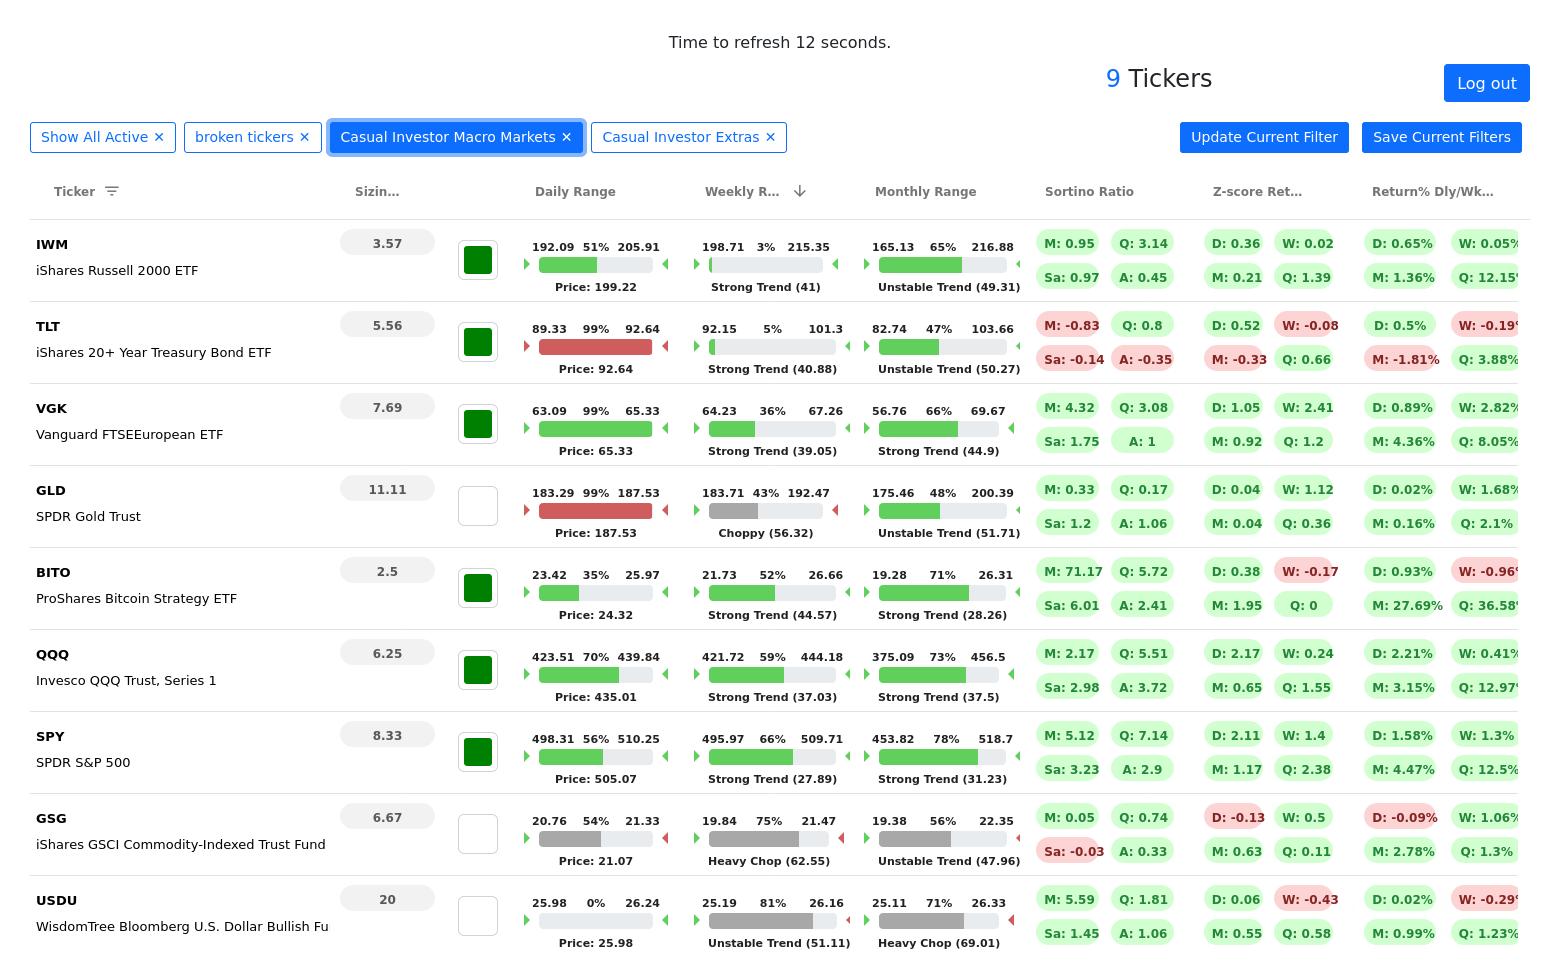 Time to refresh 12 seconds.
9 Tickers
Log out
Show All Active ✕ broken tickers ✕ Casual Investor Macro Markets ✕ Casual Investor Extras ✕ Update Current Filter Save Current Filters
Ticker Sizin... Daily Range Weekly R... Monthly Range Sortino Ratio Z-score Ret... Return% Dly/Wk...
IWM 3.57 192.09 51% 205.91 198.71 3% 215.35 165.13 65% 216.88 M: 0.95 Q: 3.14 D: 0.36 W: 0.02 D: 0.65% W: 0.05%
iShares Russell 2000 ETF Sa: 0.97 A: 0.45 M: 0.21 Q: 1.39 M: 1.36% Q: 12.15%
Price: 199.22 Strong Trend (41) Unstable Trend (49.31)
TLT 5.56 89.33 99% 92.64 92.15 5% 101.3 82.74 47% 103.66 M: -0.83 Q: 0.8 D: 0.52 W: -0.08 D: 0.5% W: -0.19%
iShares 20+ Year Treasury Bond ETF Sa: -0.14 A: -0.35 M: -0.33 Q: 0.66 M: -1.81% Q: 3.88%
Price: 92.64 Strong Trend (40.88) Unstable Trend (50.27)
VGK 7.69 63.09 99% 65.33 64.23 36% 67.26 56.76 66% 69.67 M: 4.32 Q: 3.08 D: 1.05 W: 2.41 D: 0.89% W: 2.82%
Vanguard FTSEEuropean ETF Sa: 1.75 A: 1 M: 0.92 Q: 1.2 M: 4.36% Q: 8.05%
Price: 65.33 Strong Trend (39.05) Strong Trend (44.9)
GLD 11.11 183.29 99% 187.53 183.71 43% 192.47 175.46 48% 200.39 M: 0.33 Q: 0.17 D: 0.04 W: 1.12 D: 0.02% W: 1.68%
SPDR Gold Trust Sa: 1.2 A: 1.06 M: 0.04 Q: 0.36 M: 0.16% Q: 2.1%
Price: 187.53 Choppy (56.32) Unstable Trend (51.71)
BITO 2.5 23.42 35% 25.97 21.73 52% 26.66 19.28 71% 26.31 M: 71.17 Q: 5.72 D: 0.38 W: -0.17 D: 0.93% W: -0.96%
ProShares Bitcoin Strategy ETF Sa: 6.01 A: 2.41 M: 1.95 Q: 0 M: 27.69% Q: 36.58%
Price: 24.32 Strong Trend (44.57) Strong Trend (28.26)
QQQ 6.25 423.51 70% 439.84 421.72 59% 444.18 375.09 73% 456.5 M: 2.17 Q: 5.51 D: 2.17 W: 0.24 D: 2.21% W: 0.41%
Invesco QQQ Trust, Series 1 Sa: 2.98 A: 3.72 M: 0.65 Q: 1.55 M: 3.15% Q: 12.97%
Price: 435.01 Strong Trend (37.03) Strong Trend (37.5)
SPY 8.33 498.31 56% 510.25 495.97 66% 509.71 453.82 78% 518.7 M: 5.12 Q: 7.14 D: 2.11 W: 1.4 D: 1.58% W: 1.3%
SPDR S&P 500 Sa: 3.23 A: 2.9 M: 1.17 Q: 2.38 M: 4.47% Q: 12.5%
Price: 505.07 Strong Trend (27.89) Strong Trend (31.23)
GSG 6.67 20.76 54% 21.33 19.84 75% 21.47 19.38 56% 22.35 M: 0.05 Q: 0.74 D: -0.13 W: 0.5 D: -0.09% W: 1.06%
iShares GSCI Commodity-Indexed Trust Fund Sa: -0.03 A: 0.33 M: 0.63 Q: 0.11 M: 2.78% Q: 1.3%
Price: 21.07 Heavy Chop (62.55) Unstable Trend (47.96)
USDU 20 25.98 0% 26.24 25.19 81% 26.16 25.11 71% 26.33 M: 5.59 Q: 1.81 D: 0.06 W: -0.43 D: 0.02% W: -0.29%
WisdomTree Bloomberg U.S. Dollar Bullish Fu Sa: 1.45 A: 1.06 M: 0.55 Q: 0.58 M: 0.99% Q: 1.23%
Price: 25.98 Unstable Trend (51.11) Heavy Chop (69.01)